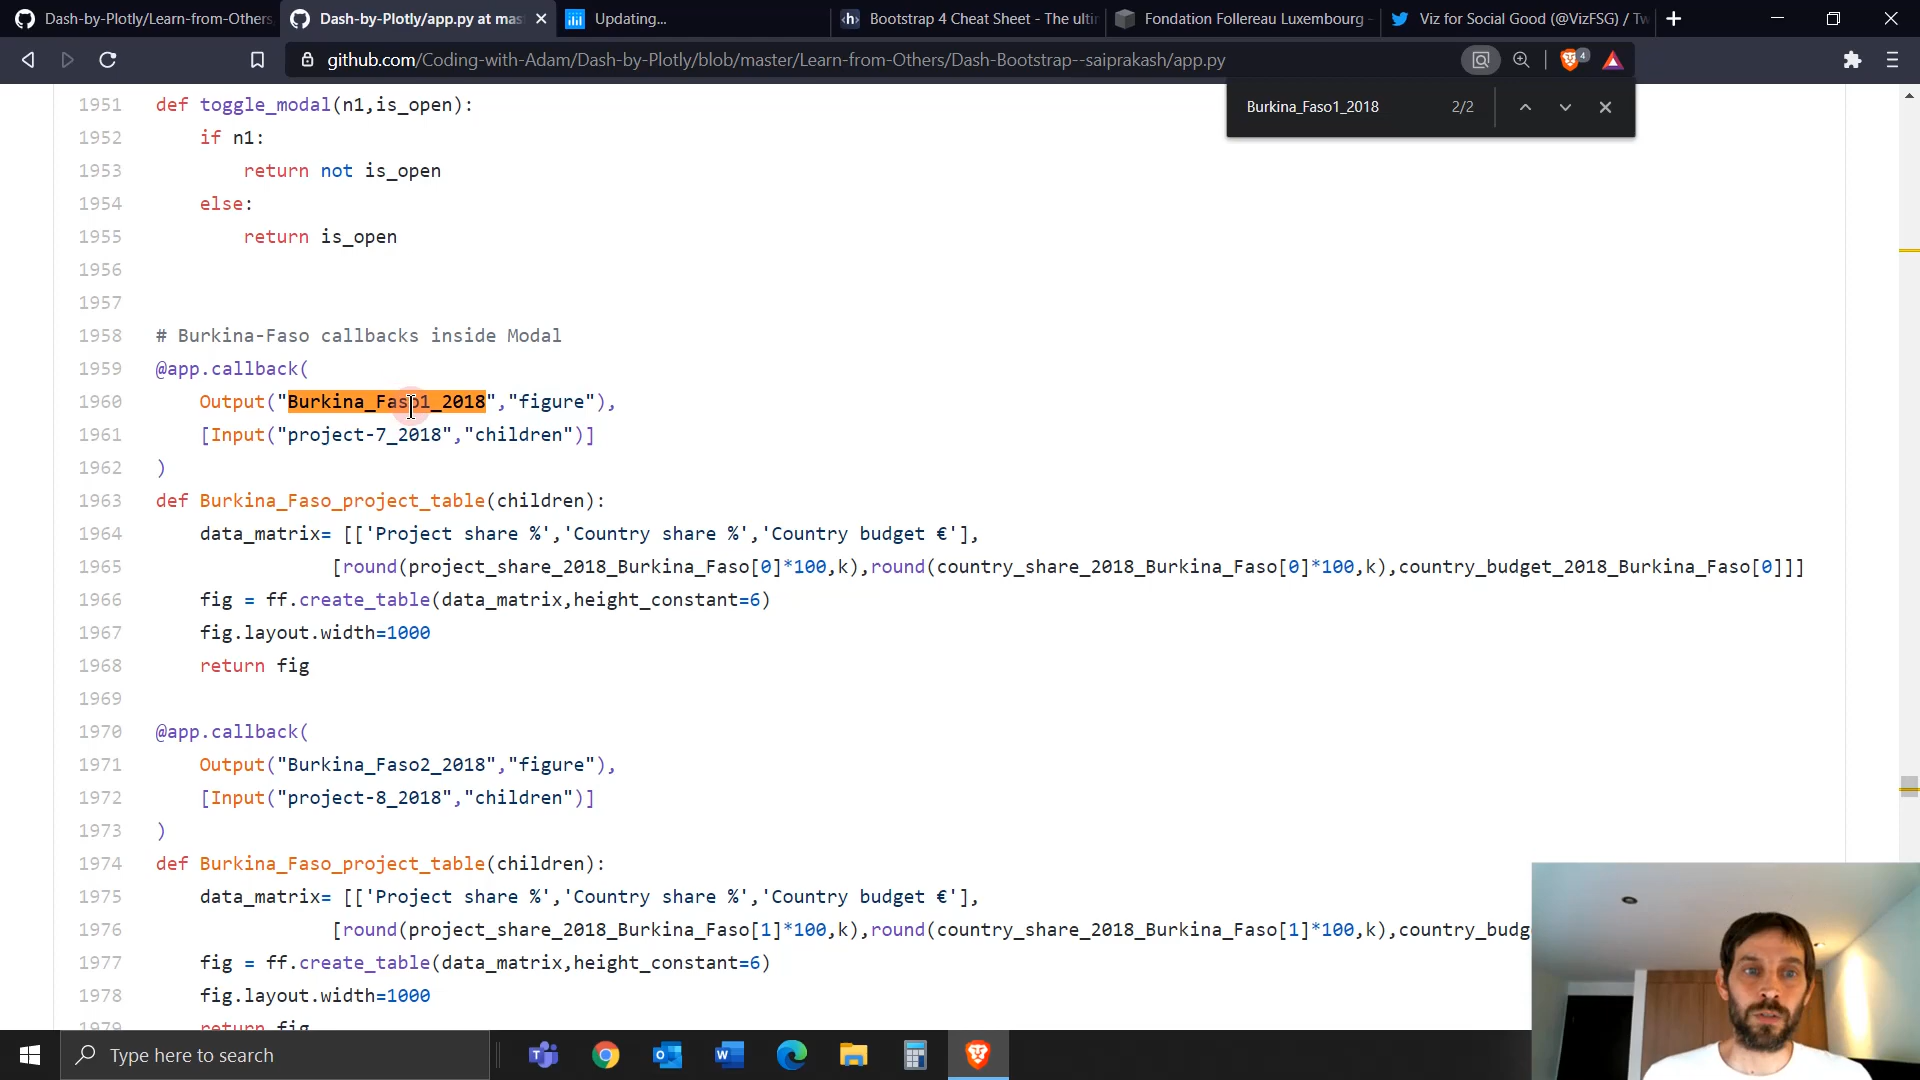 Dash-by-Plotly/Learn-from-Others
Dash-by-Plotly/app.py at mas
Updating...
Bootstrap 4 Cheat Sheet - The ulti
Fondation Follereau Luxembourg -
Viz for Social Good (@VizFSG) / Tw
github.com/Coding-with-Adam/Dash-by-Plotly/blob/master/Learn-from-Others/Dash-Bootstrap--saiprakash/app.py
4
Burkina_Faso1_2018 2/2
1951 def toggle_modal(n1,is_open):
1952 if n1:
1953 return not is_open
1954 else:
1955 return is_open
1956
1957
1958 # Burkina-Faso callbacks inside Modal
1959 @app.callback(
1960 Output("Burkina_Faso1_2018","figure"),
1961 [Input("project-7_2018","children")]
1962 )
1963 def Burkina_Faso_project_table(children):
1964 data_matrix= [['Project share %','Country share %','Country budget €'],
1965 [round(project_share_2018_Burkina_Faso[0]*100,k),round(country_share_2018_Burkina_Faso[0]*100,k),country_budget_2018_Burkina_Faso[0]]]
1966 fig = ff.create_table(data_matrix,height_constant=6)
1967 fig.layout.width=1000
1968 return fig
1969
1970 @app.callback(
1971 Output("Burkina_Faso2_2018","figure"),
1972 [Input("project-8_2018","children")]
1973 )
1974 def Burkina_Faso_project_table(children):
1975 data_matrix= [['Project share %','Country share %','Country budget €'],
1976 [round(project_share_2018_Burkina_Faso[1]*100,k),round(country_share_2018_Burkina_Faso[1]*100,k),country_budg
1977 fig = ff.create_table(data_matrix,height_constant=6)
1978 fig.layout.width=1000
1979 return fig
Type here to search